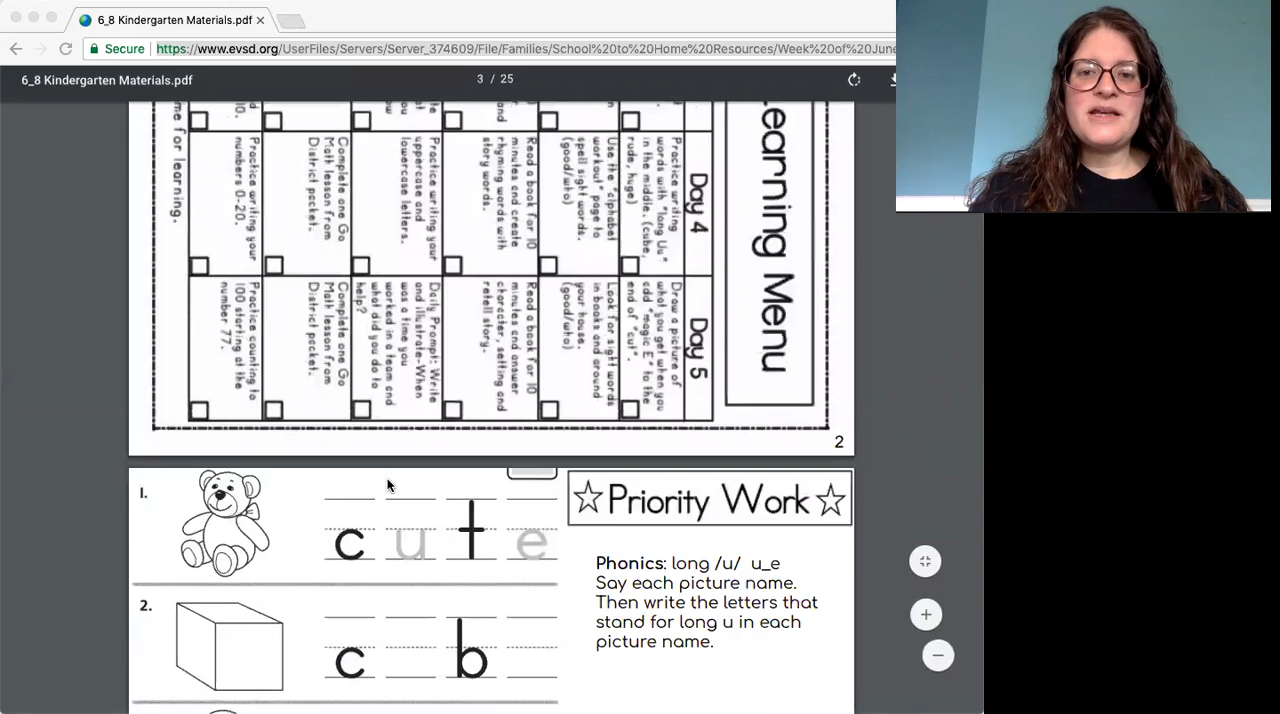 6_8 Kindergarten Materials.pdf
Secure
https://www.evsd.org/UserFiles/Servers/Server_374609/File/Families/School%20to%20Home%20Resources/Week%20of%20June
6_8 Kindergarten Materials.pdf
3 / 25
Learning Menu
Day 4
Practice writing
words with "long Uu"
in the middle. (cube,
rude, huge)
Use the "alphabet
workout" page to
spell sight words.
(good/who)
Read a book for 10
minutes and create
rhyming words with
story words.
Practice writing your
uppercase and
lowercase letters.
Complete one Go
Math lesson from
District packet.
Practice writing your
numbers 0-20.
Day 5
Draw a picture of
what you get when you
add "magic E" to the
end of "cut".
Look for sight words
in books and around
your house.
(good/who)
Read a book for 10
minutes and answer
character, setting and
retell story.
Daily Prompt: Write
and illustrate-When
was a time you
worked in a team and
what did you do to
help?
Complete one Go
Math lesson from
District packet.
Practice counting to
100 starting at the
number 77.
me for learning.
2
1.
c u t e
2.
c b
Priority Work
Phonics: long /u/ u_e
Say each picture name.
Then write the letters that
stand for long u in each
picture name.